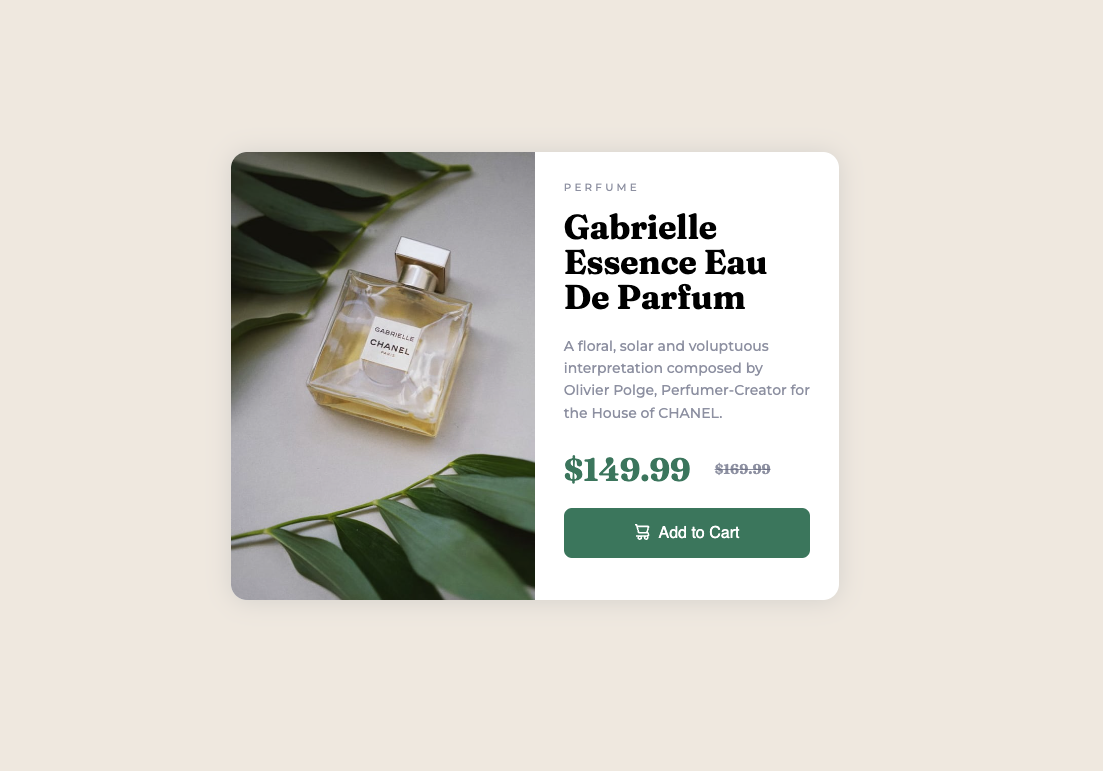 GABRIELLE
CHANEL
PARIS
PERFUME
Gabrielle
Essence Eau
De Parfum
A floral, solar and voluptuous
interpretation composed by
Olivier Polge, Perfumer-Creator for
the House of CHANEL.
$149.99 $169.99
Add to Cart